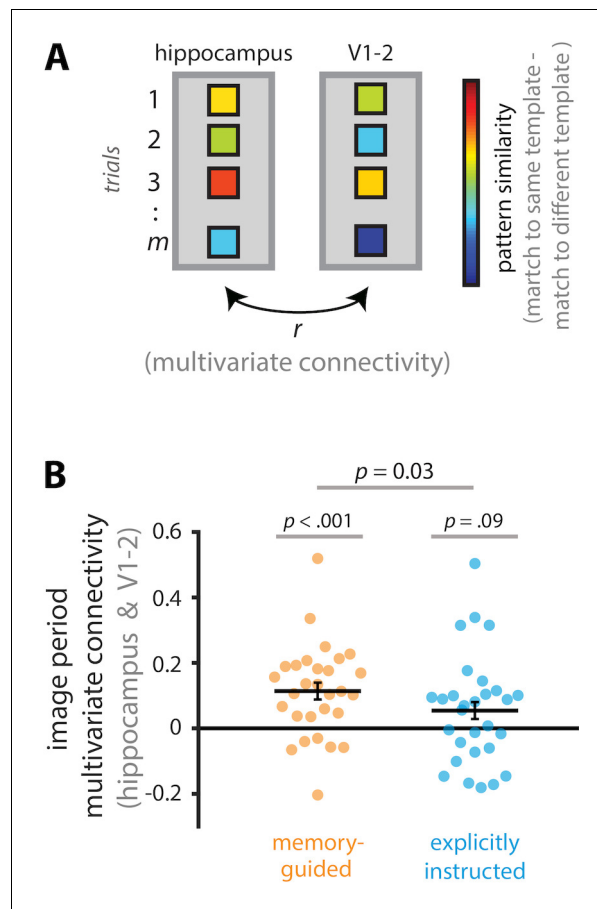 A
hippocampus
V1-2
trials
1
2
3
:
m
r
(multivariate connectivity)
pattern similarity
(martch to same template -
match to different template )
B
p = 0.03
p < .001
p = .09
image period
multivariate connectivity
(hippocampus & V1-2)
0.6
0.4
0.2
0
-0.2
memory-
guided
explicitly
instructed